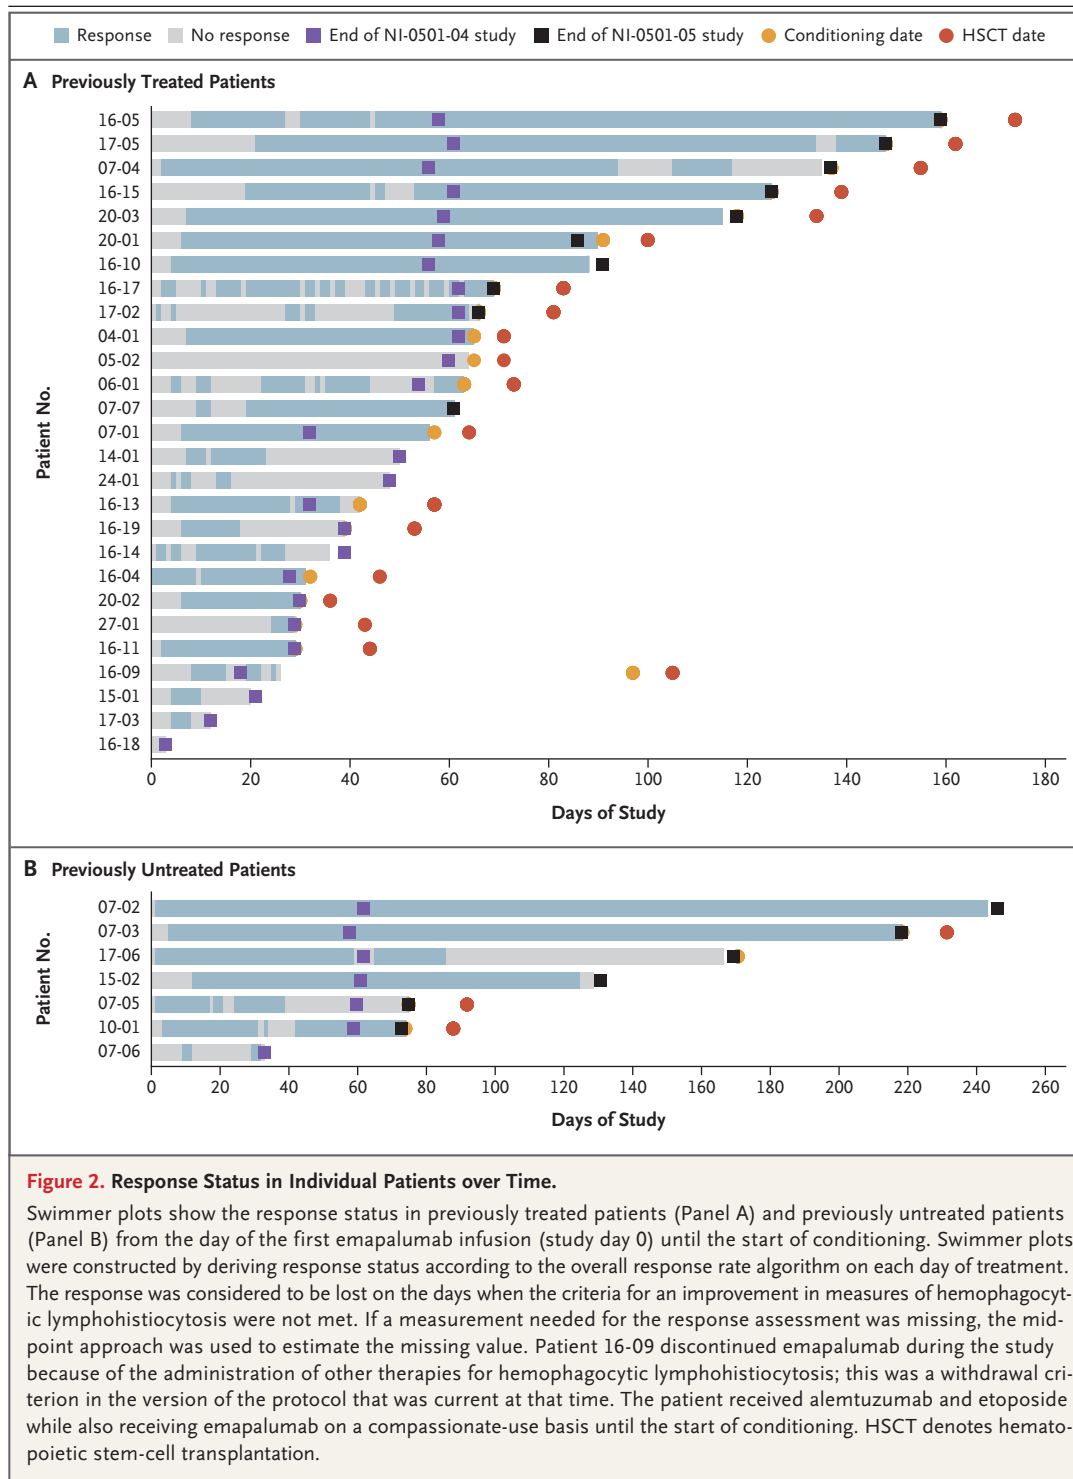 Response No response End of NI-0501-04 study End of NI-0501-05 study Conditioning date HSCT date
A Previously Treated Patients
Patient No.
16-05
17-05
07-04
16-15
20-03
20-01
16-10
16-17
17-02
04-01
05-02
06-01
07-07
07-01
14-01
24-01
16-13
16-19
16-14
16-04
20-02
27-01
16-11
16-09
15-01
17-03
16-18
0 20 40 60 80 100 120 140 160 180
Days of Study
B Previously Untreated Patients
Patient No.
07-02
07-03
17-06
15-02
07-05
10-01
07-06
0 20 40 60 80 100 120 140 160 180 200 220 240 260
Days of Study
Figure 2. Response Status in Individual Patients over Time.
Swimmer plots show the response status in previously treated patients (Panel A) and previously untreated patients
(Panel B) from the day of the first emapalumab infusion (study day 0) until the start of conditioning. Swimmer plots
were constructed by deriving response status according to the overall response rate algorithm on each day of treatment.
The response was considered to be lost on the days when the criteria for an improvement in measures of hemophagocyt-
ic lymphohistiocytosis were not met. If a measurement needed for the response assessment was missing, the mid-
point approach was used to estimate the missing value. Patient 16-09 discontinued emapalumab during the study
because of the administration of other therapies for hemophagocytic lymphohistiocytosis; this was a withdrawal cri-
terion in the version of the protocol that was current at that time. The patient received alemtuzumab and etoposide
while also receiving emapalumab on a compassionate-use basis until the start of conditioning. HSCT denotes hemato-
poietic stem-cell transplantation.